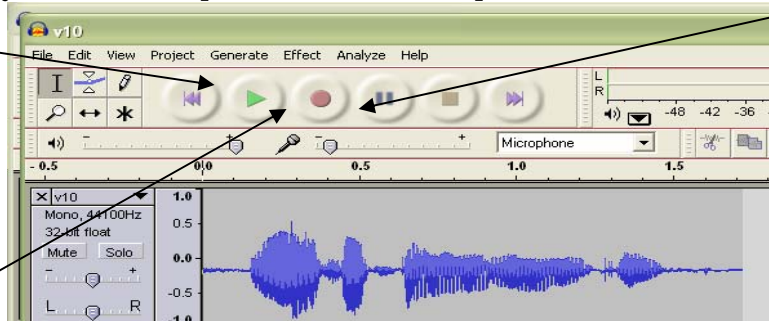 v10
File Edit View Project Generate Effect Analyze Help
L
R
-48 -42 -36
Microphone
- 0.5 0.0 0.5 1.0 1.5
v10 1.0
Mono, 44100Hz
32-bit float 0.5
Mute Solo
- + 0.0
-0.5
L R
-1.0